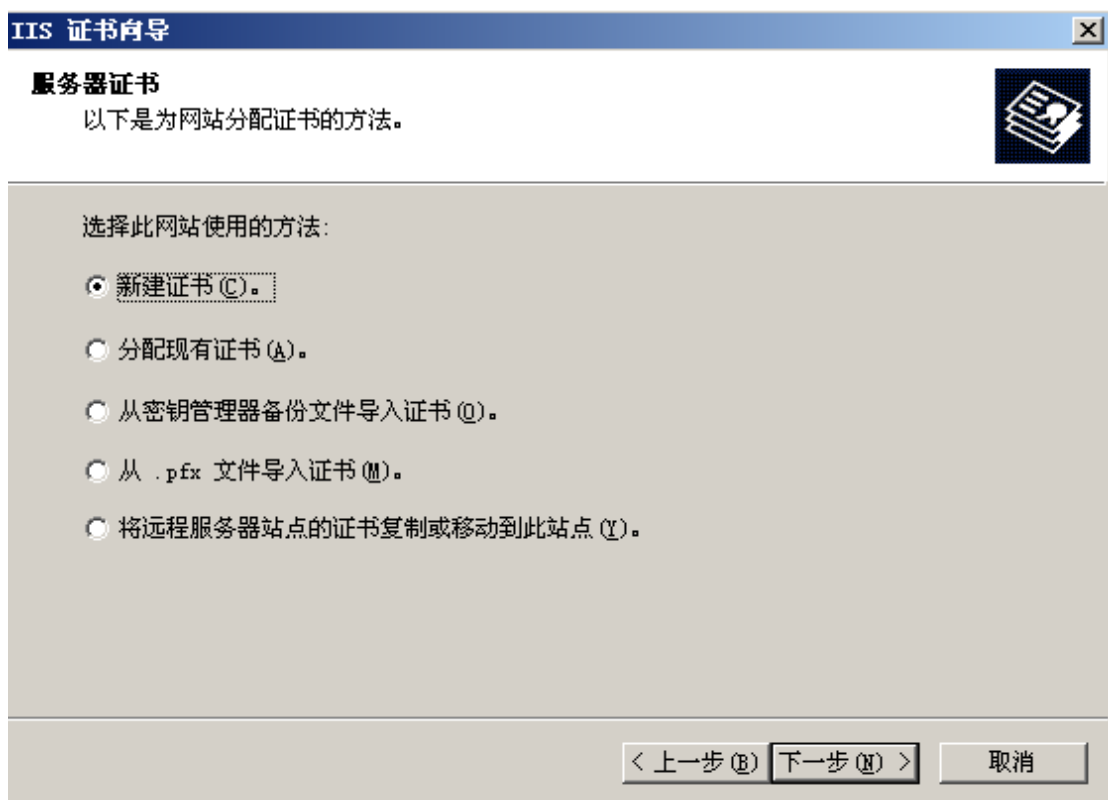 IIS 证书向导
服务器证书
以下是为网站分配证书的方法。
选择此网站使用的方法:
新建证书(C)。
分配现有证书(A)。
从密钥管理器备份文件导入证书(O)。
从 .pfx 文件导入证书(M)。
将远程服务器站点的证书复制或移动到此站点(Y)。
< 上一步(B) 下一步(N) > 取消